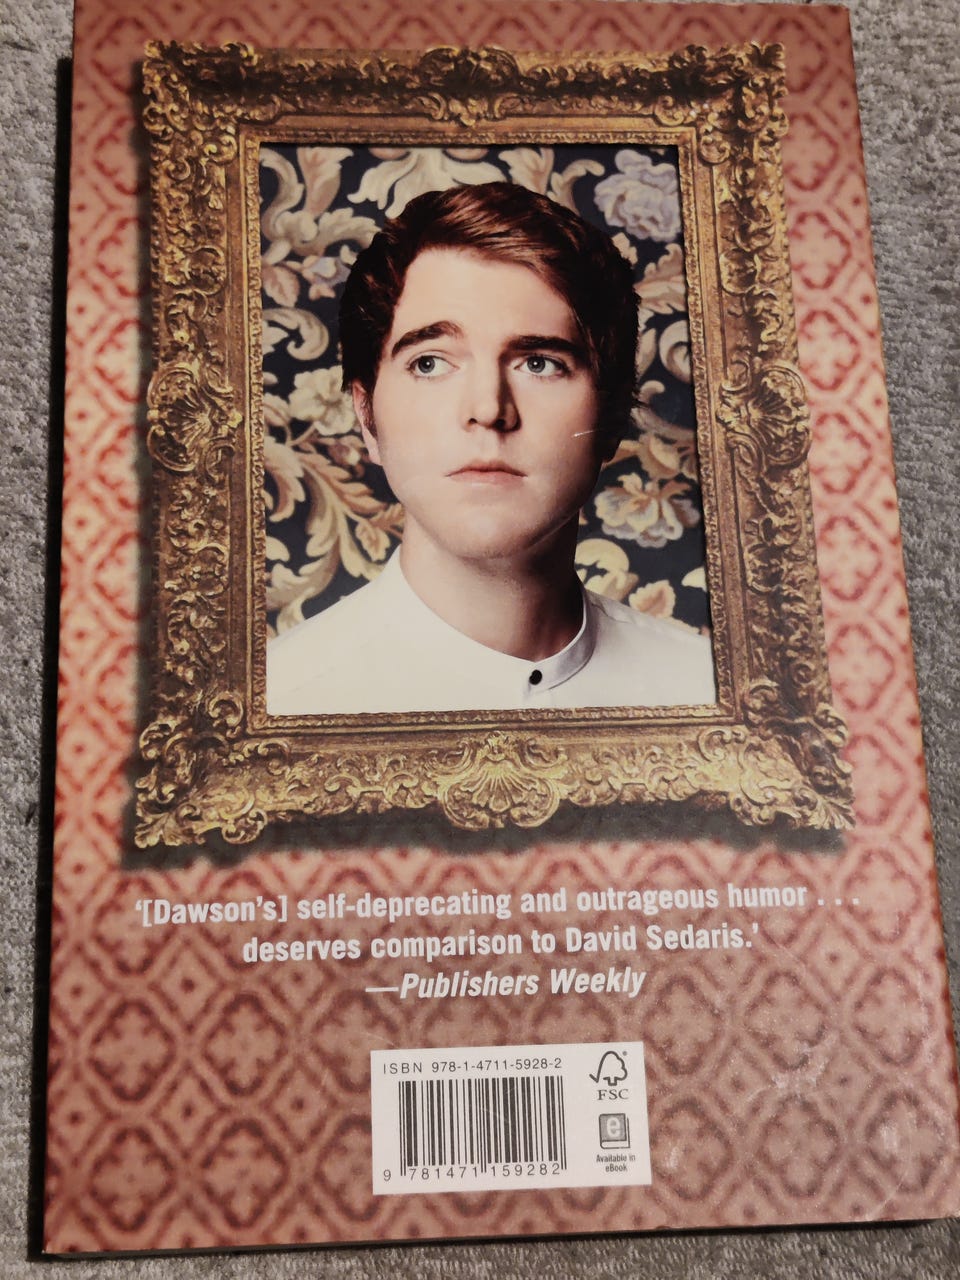 ‘[Dawson’s] self-deprecating and outrageous humor . . .
deserves comparison to David Sedaris.’
—Publishers Weekly
ISBN 978-1-4711-5928-2
9 781471 159282
FSC
e
Available in
eBook